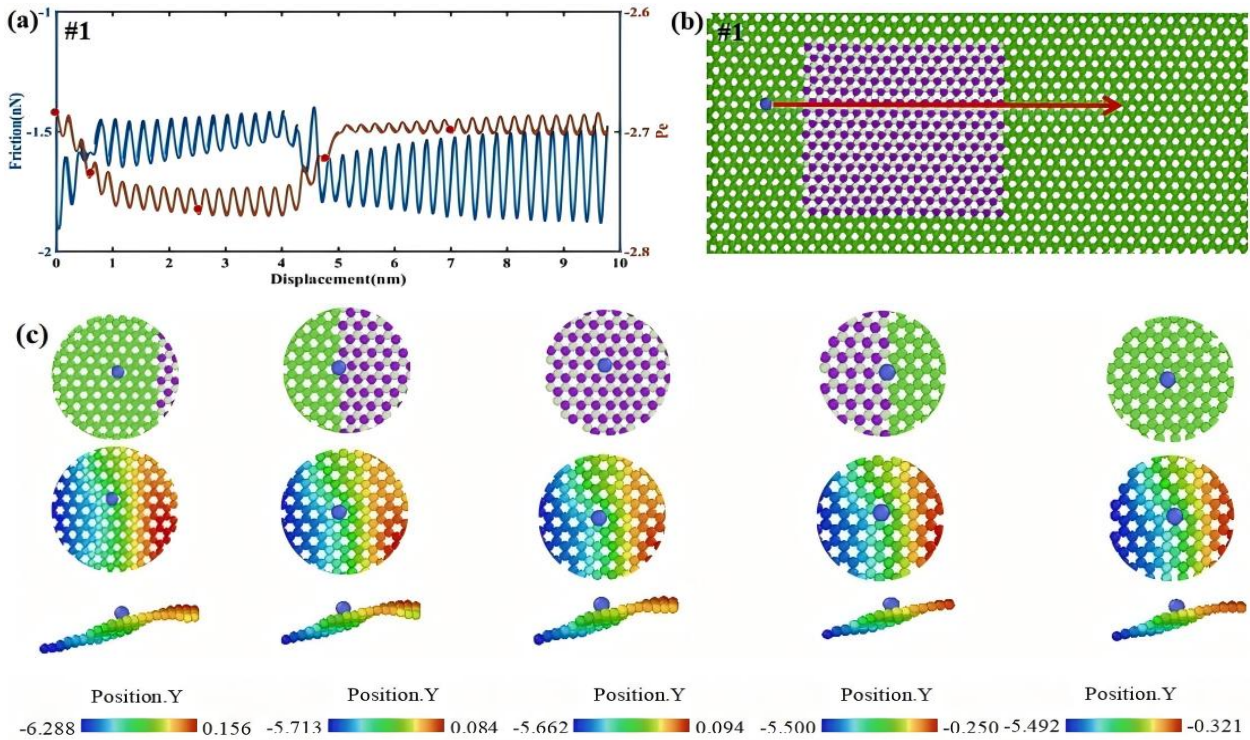 (a)
#1
-1
-1.5
-2
Friction(nN)
-2.6
-2.7
-2.8
Pe
0 1 2 3 4 5 6 7 8 9 10
Displacement(nm)
(b)
#1
(c)
Position.Y Position.Y Position.Y Position.Y Position.Y
-6.288 0.156 -5.713 0.084 -5.662 0.094 -5.500 -0.250 -5.492 -0.321